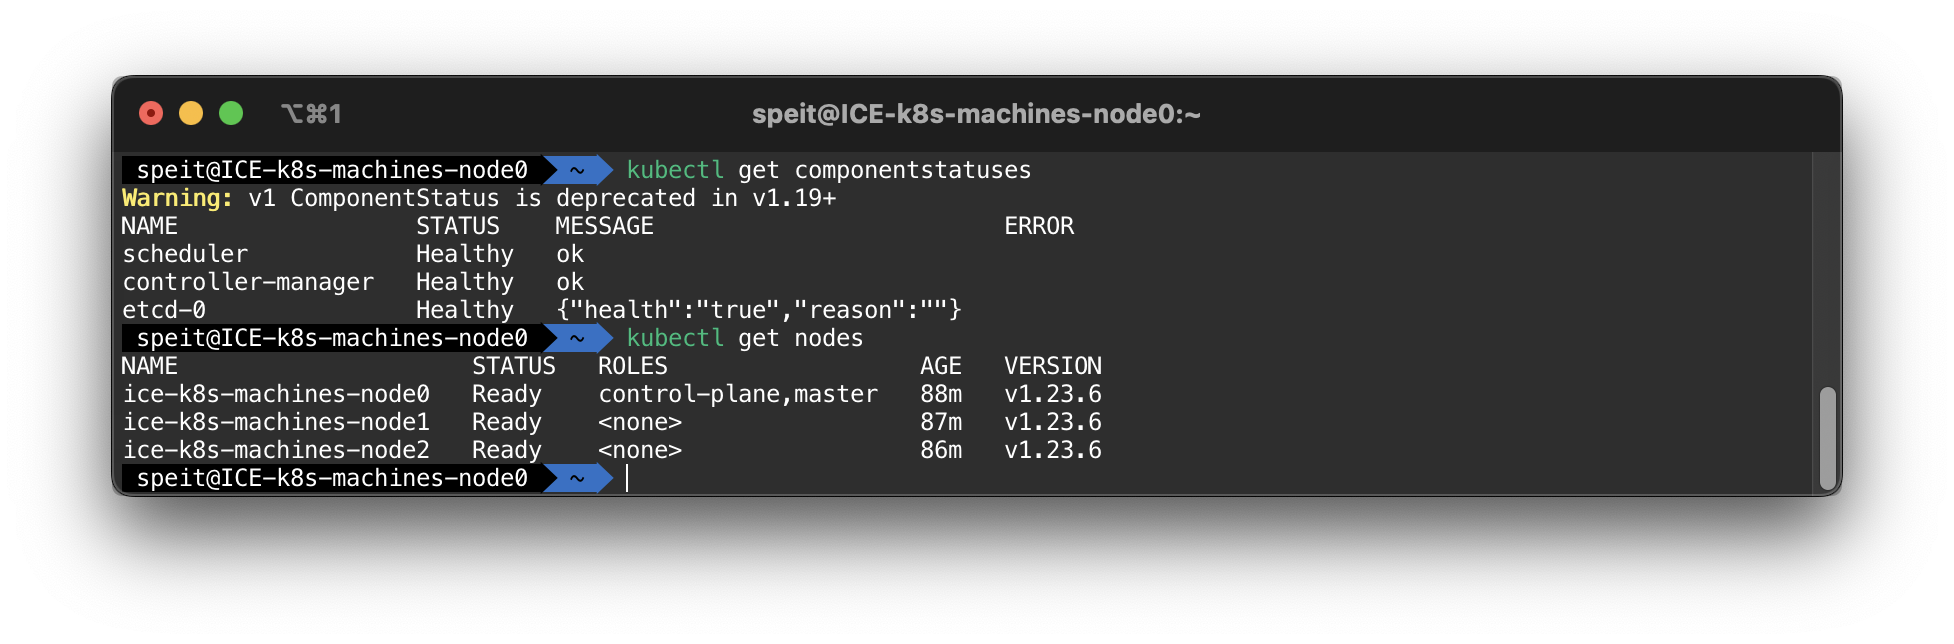 ⌥⌘1 speit@ICE-k8s-machines-node0:~
speit@ICE-k8s-machines-node0 ~ kubectl get componentstatuses
Warning: v1 ComponentStatus is deprecated in v1.19+
NAME STATUS MESSAGE ERROR
scheduler Healthy ok
controller-manager Healthy ok
etcd-0 Healthy {"health":"true","reason":""}
speit@ICE-k8s-machines-node0 ~ kubectl get nodes
NAME STATUS ROLES AGE VERSION
ice-k8s-machines-node0 Ready control-plane,master 88m v1.23.6
ice-k8s-machines-node1 Ready <none> 87m v1.23.6
ice-k8s-machines-node2 Ready <none> 86m v1.23.6
speit@ICE-k8s-machines-node0 ~